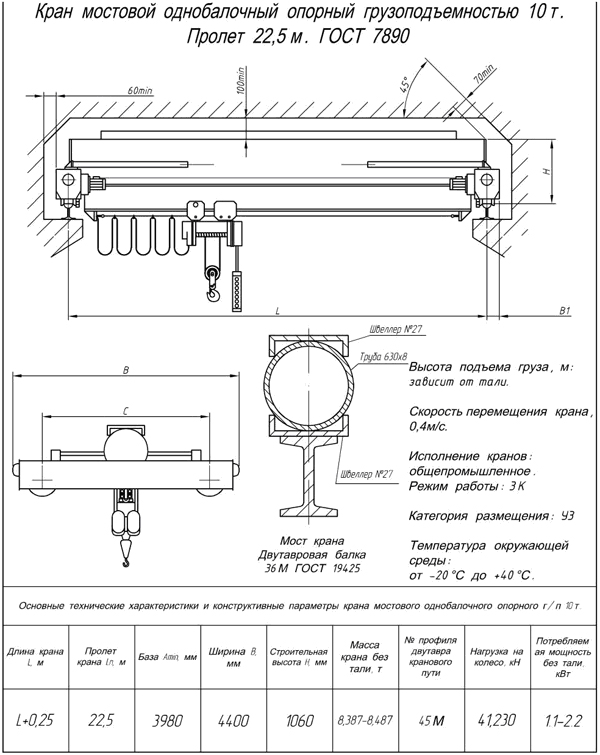 Кран мостовой однобалочный опорный грузоподъемностью 10 т.
Пролет 22,5 м. ГОСТ 7890
60min
100min
45°
70min
H
L
B1
Швеллер №27
Труба 630x8
B
C
Швеллер №27
Мост крана
Двутавровая балка
36М ГОСТ 19425
Высота подъема груза, м:
зависит от тали.
Скорость перемещения крана,
0,4м/с.
Исполнение кранов:
общепромышленное.
Режим работы: 3К
Категория размещения: У3
Температура окружающей
среды:
от -20 °С до +40 °С.
Основные технические характеристики и конструктивные параметры крана мостового однобалочного опорного г/п 10 т.
Длина крана
L, м
Пролет
крана Lп, м
База Amin, мм
Ширина B,
мм
Строительная
высота H, мм
Масса
крана без
тали, т
№ профиля
двутавра
кранового
пути
Нагрузка на
колесо, кН
Потребляем
ая мощность
без тали,
кВт
L+0,25
22,5
3980
4400
1060
8,387-8,487
45 М
41,230
1.1-2.2